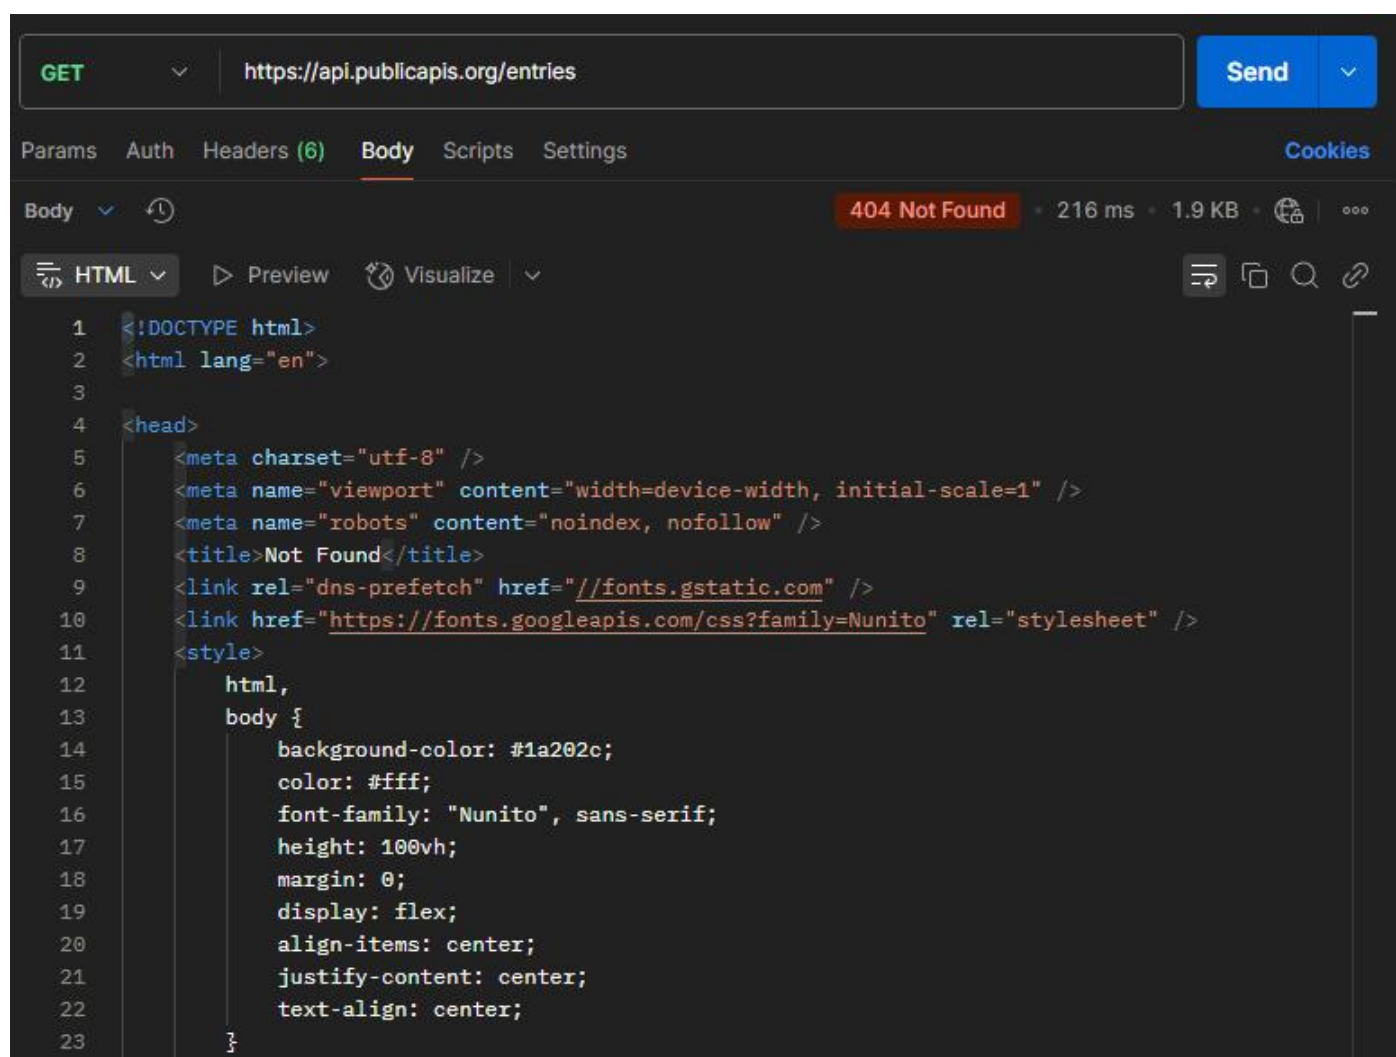 GET https://api.publicapis.org/entries Send
Params Auth Headers (6) Body Scripts Settings Cookies
Body 404 Not Found 216 ms 1.9 KB
HTML Preview Visualize
1 <!DOCTYPE html>
2 <html lang="en">
3
4 <head>
5 <meta charset="utf-8" />
6 <meta name="viewport" content="width=device-width, initial-scale=1" />
7 <meta name="robots" content="noindex, nofollow" />
8 <title>Not Found</title>
9 <link rel="dns-prefetch" href="//fonts.gstatic.com" />
10 <link href="https://fonts.googleapis.com/css?family=Nunito" rel="stylesheet" />
11 <style>
12 html,
13 body {
14 background-color: #1a202c;
15 color: #fff;
16 font-family: "Nunito", sans-serif;
17 height: 100vh;
18 margin: 0;
19 display: flex;
20 align-items: center;
21 justify-content: center;
22 text-align: center;
23 }